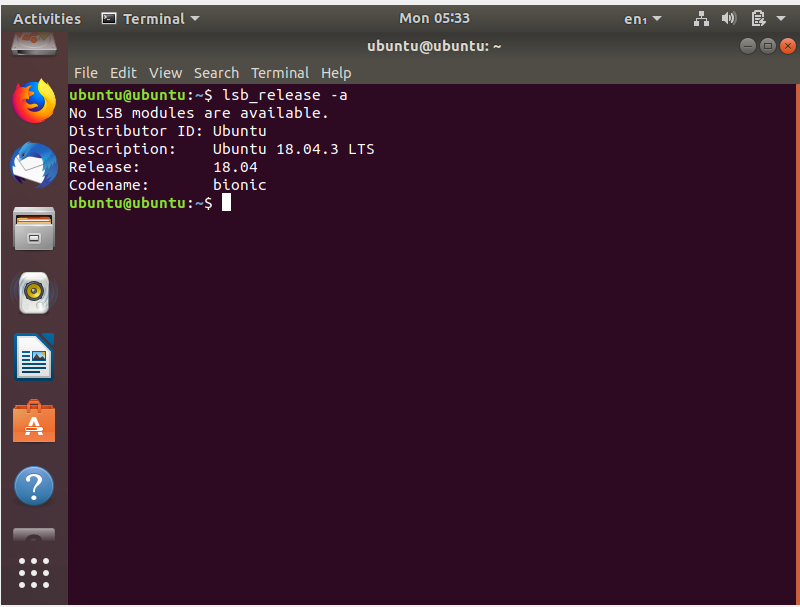 Activities Terminal Mon 05:33 en₁
ubuntu@ubuntu: ~
File Edit View Search Terminal Help
ubuntu@ubuntu:~$ lsb_release -a
No LSB modules are available.
Distributor ID: Ubuntu
Description:    Ubuntu 18.04.3 LTS
Release:        18.04
Codename:       bionic
ubuntu@ubuntu:~$